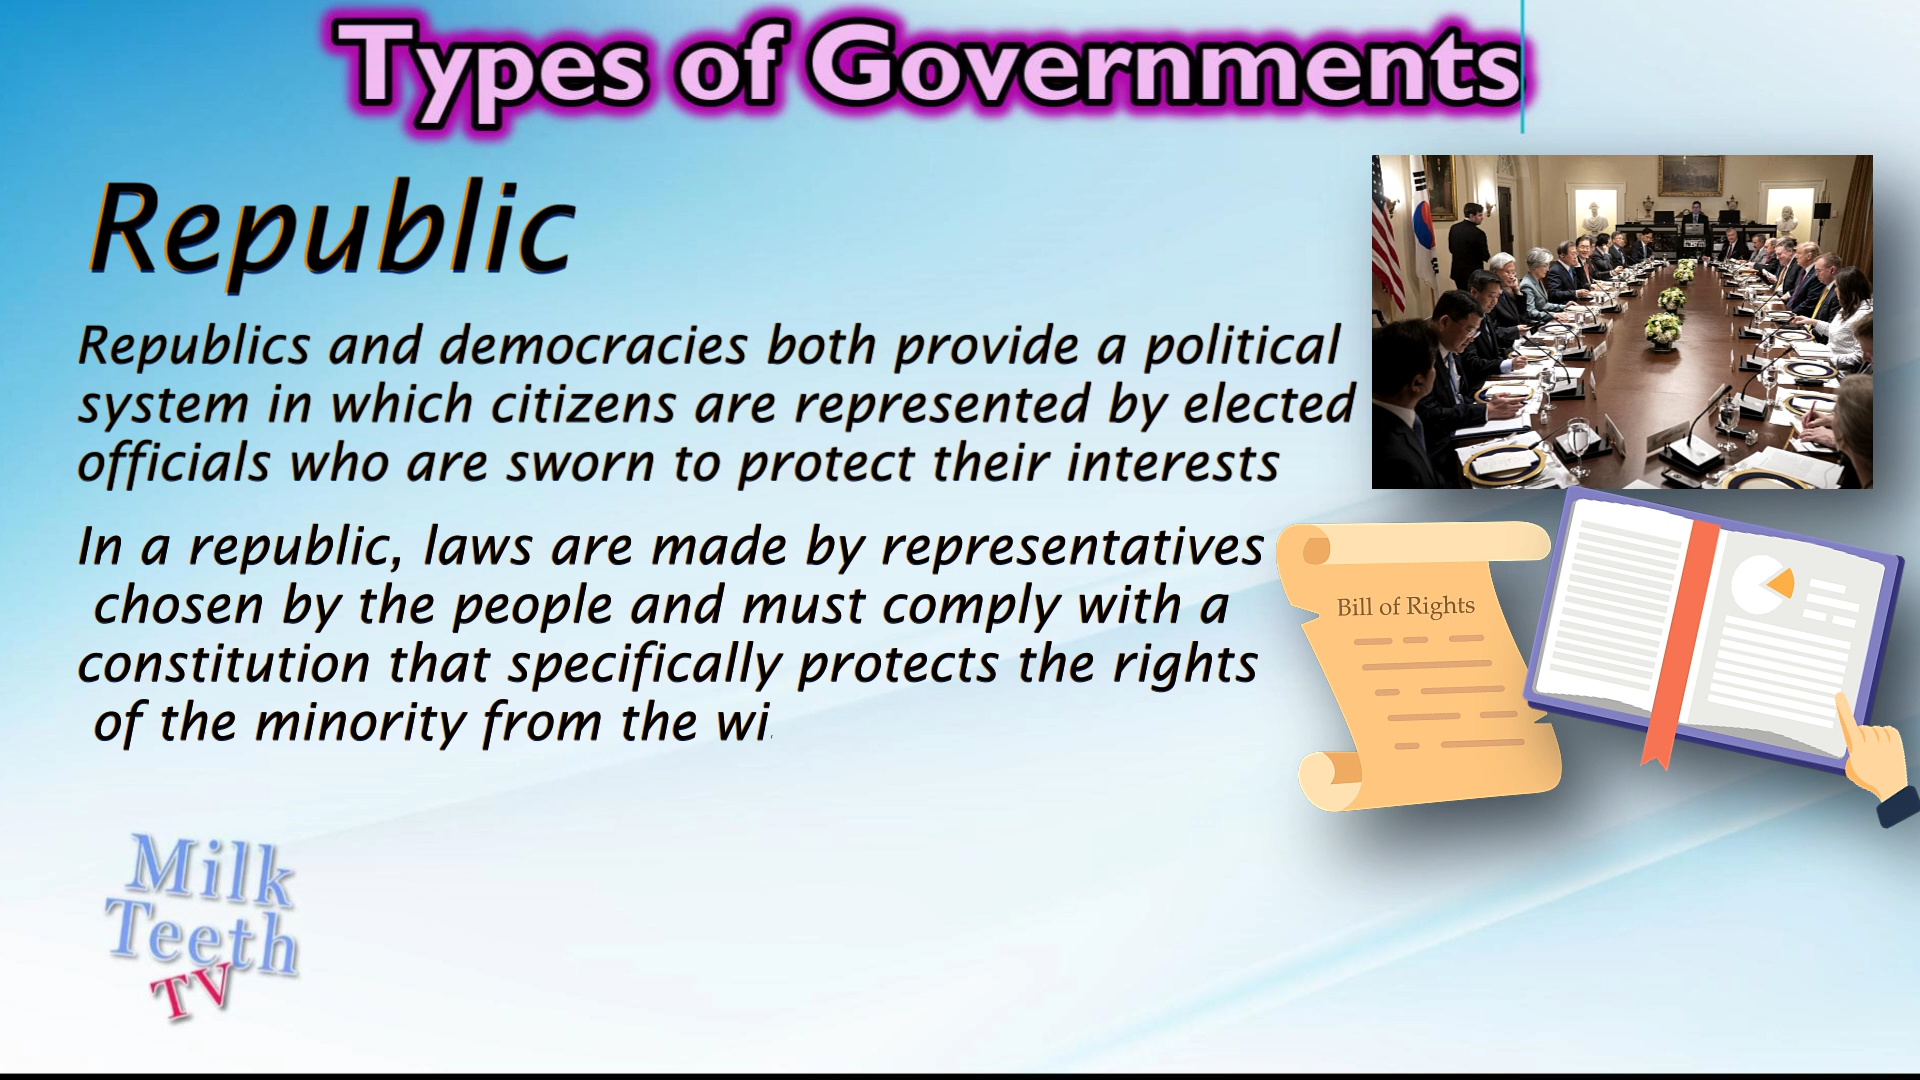 Types of Governments
Republic
Republics and democracies both provide a political
system in which citizens are represented by elected
officials who are sworn to protect their interests
In a republic, laws are made by representatives
chosen by the people and must comply with a
constitution that specifically protects the rights
of the minority from the wi
Bill of Rights
Milk
Teeth
TV